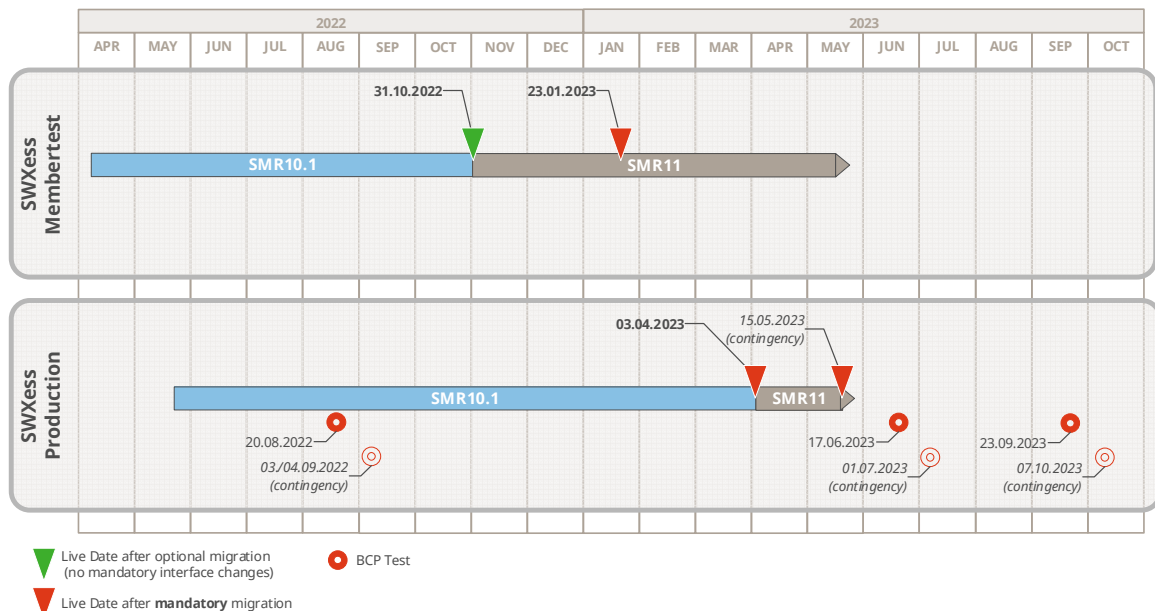 2022
2023
APR
MAY
JUN
JUL
AUG
SEP
OCT
NOV
DEC
JAN
FEB
MAR
APR
MAY
JUN
JUL
AUG
SEP
OCT
SWXess
Membertest
31.10.2022
23.01.2023
SMR10.1
SMR11
SWXess
Production
03.04.2023
15.05.2023
(contingency)
SMR10.1
SMR11
20.08.2022
03./04.09.2022
(contingency)
17.06.2023
01.07.2023
(contingency)
23.09.2023
07.10.2023
(contingency)
Live Date after optional migration
(no mandatory interface changes)
BCP Test
Live Date after mandatory migration